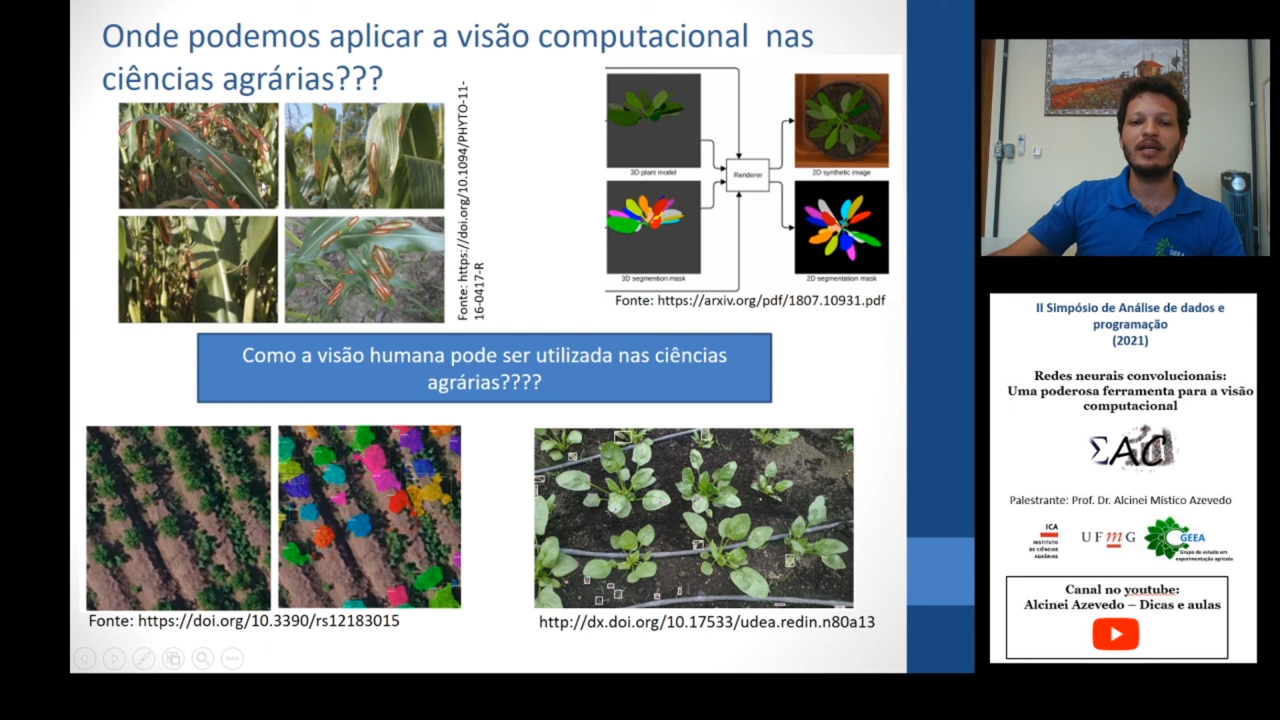 Onde podemos aplicar a visão computacional  nas
ciências agrárias???
Fonte: https://doi.org/10.1094/PHYTO-11-
16-0417-R
3D plant model
Renderer
2D synthetic image
3D segmention mask
2D segmentation mask
Fonte: https://arxiv.org/pdf/1807.10931.pdf
Como a visão humana pode ser utilizada nas ciências
agrárias????
Fonte: https://doi.org/10.3390/rs12183015
http://dx.doi.org/10.17533/udea.redin.n80a13
GEEA
II Simpósio de Análise de dados e
programação
(2021)
Redes neurais convolucionais:
Uma poderosa ferramenta para a visão
computacional
ΣAC
Palestrante: Prof. Dr. Alcinei Místico Azevedo
ICA
INSTITUTO
DE CIÊNCIAS
AGRÁRIAS
UFMG
GEEA
Grupo de estudo em
experimentação agrícola
Canal no youtube:
Alcinei Azevedo – Dicas e aulas